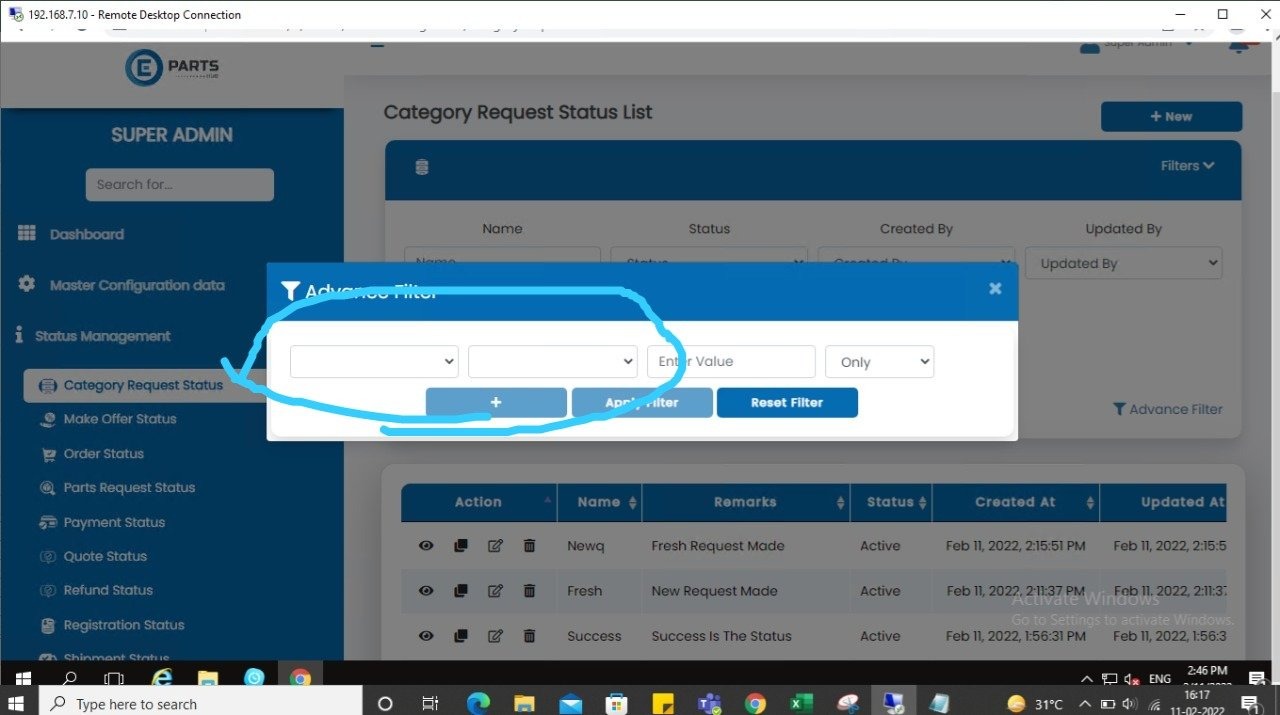 192.168.7.10 - Remote Desktop Connection
E PARTS
Super Admin
SUPER ADMIN
Search for...
Dashboard
Master Configuration data
Status Management
Category Request Status
Make Offer Status
Order Status
Parts Request Status
Payment Status
Quote Status
Refund Status
Registration Status
Shipment Status
Category Request Status List
+ New
Filters
Name Status Created By Updated By
Name Status Created By Updated By
Advance Filter
Enter Value Only
+ Apply Filter Reset Filter
Advance Filter
Action Name Remarks Status Created At Updated At
Newq Fresh Request Made Active Feb 11, 2022, 2:15:51 PM Feb 11, 2022, 2:15:5
Fresh New Request Made Active Feb 11, 2022, 2:11:37 PM Feb 11, 2022, 2:11:37
Success Success Is The Status Active Feb 11, 2022, 1:56:31 PM Feb 11, 2022, 1:56:3
Activate Windows
Go to Settings to activate Windows.
ENG 2:46 PM
Type here to search
31°C
16:17
11-02-2022